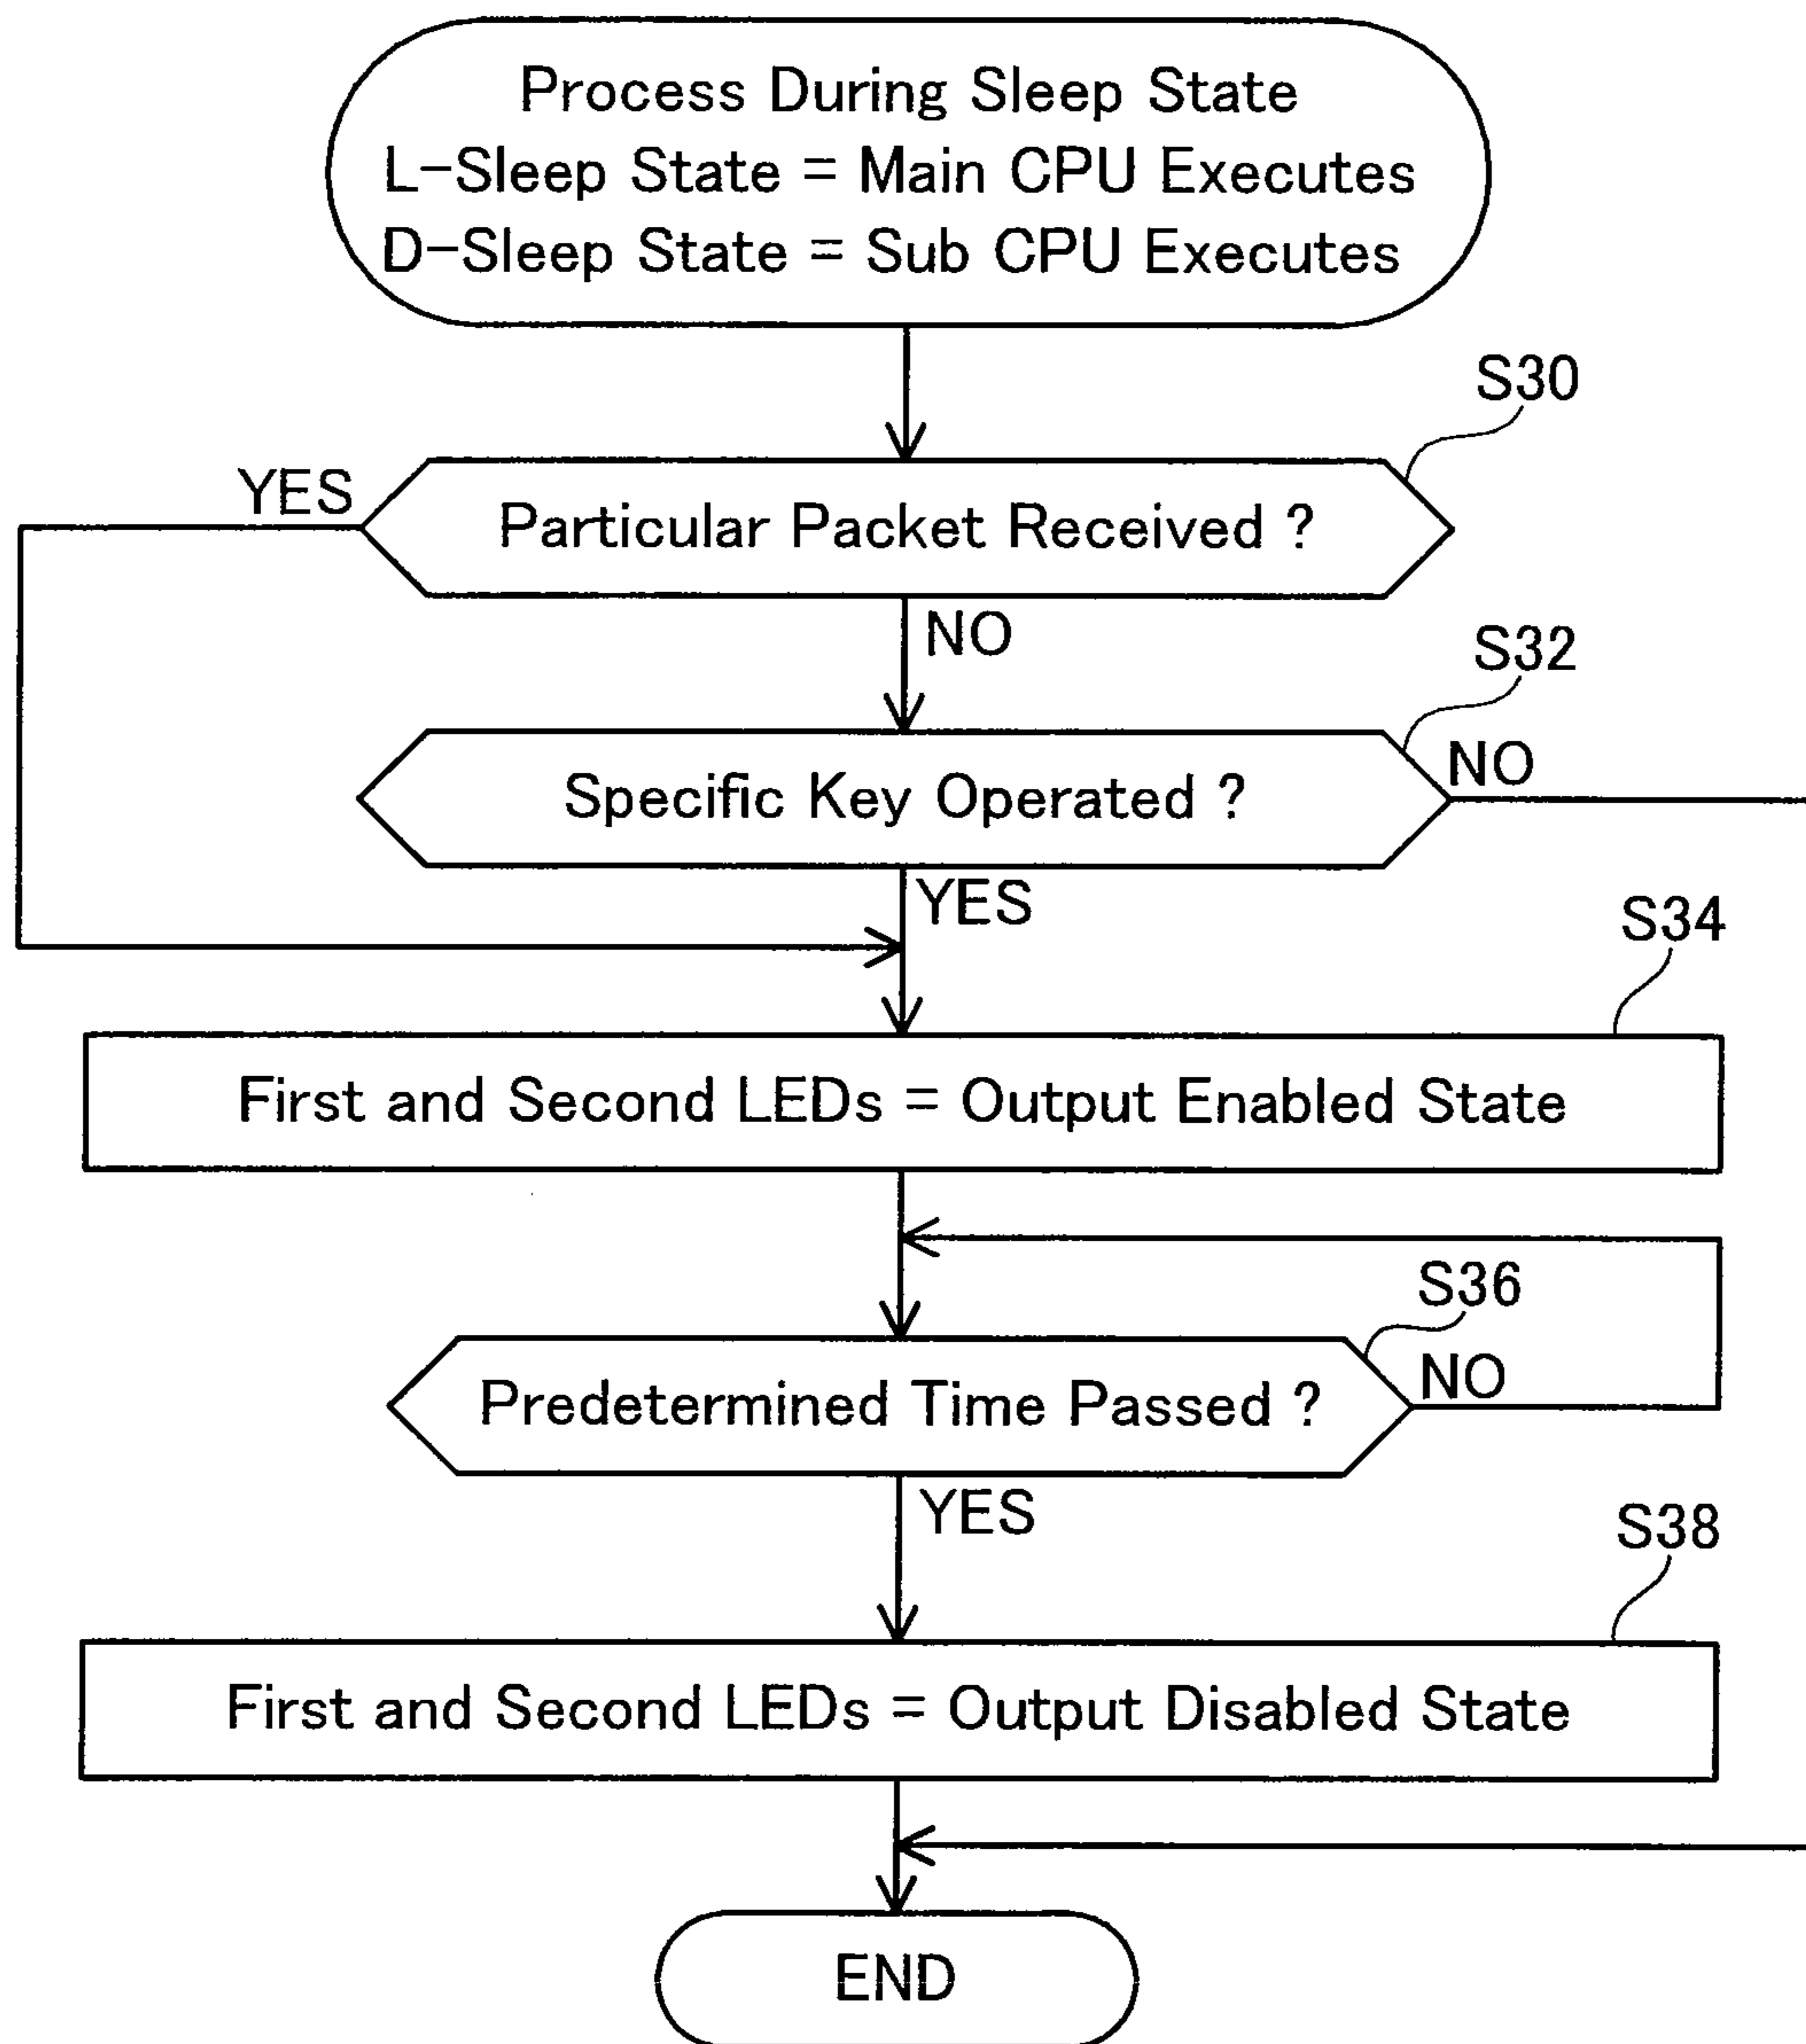 Process During Sleep State
L-Sleep State = Main CPU Executes
D-Sleep State = Sub CPU Executes
S30
YES
Particular Packet Received ?
NO
S32
Specific Key Operated ?
NO
YES
S34
First and Second LEDs = Output Enabled State
S36
Predetermined Time Passed ?
NO
YES
S38
First and Second LEDs = Output Disabled State
END